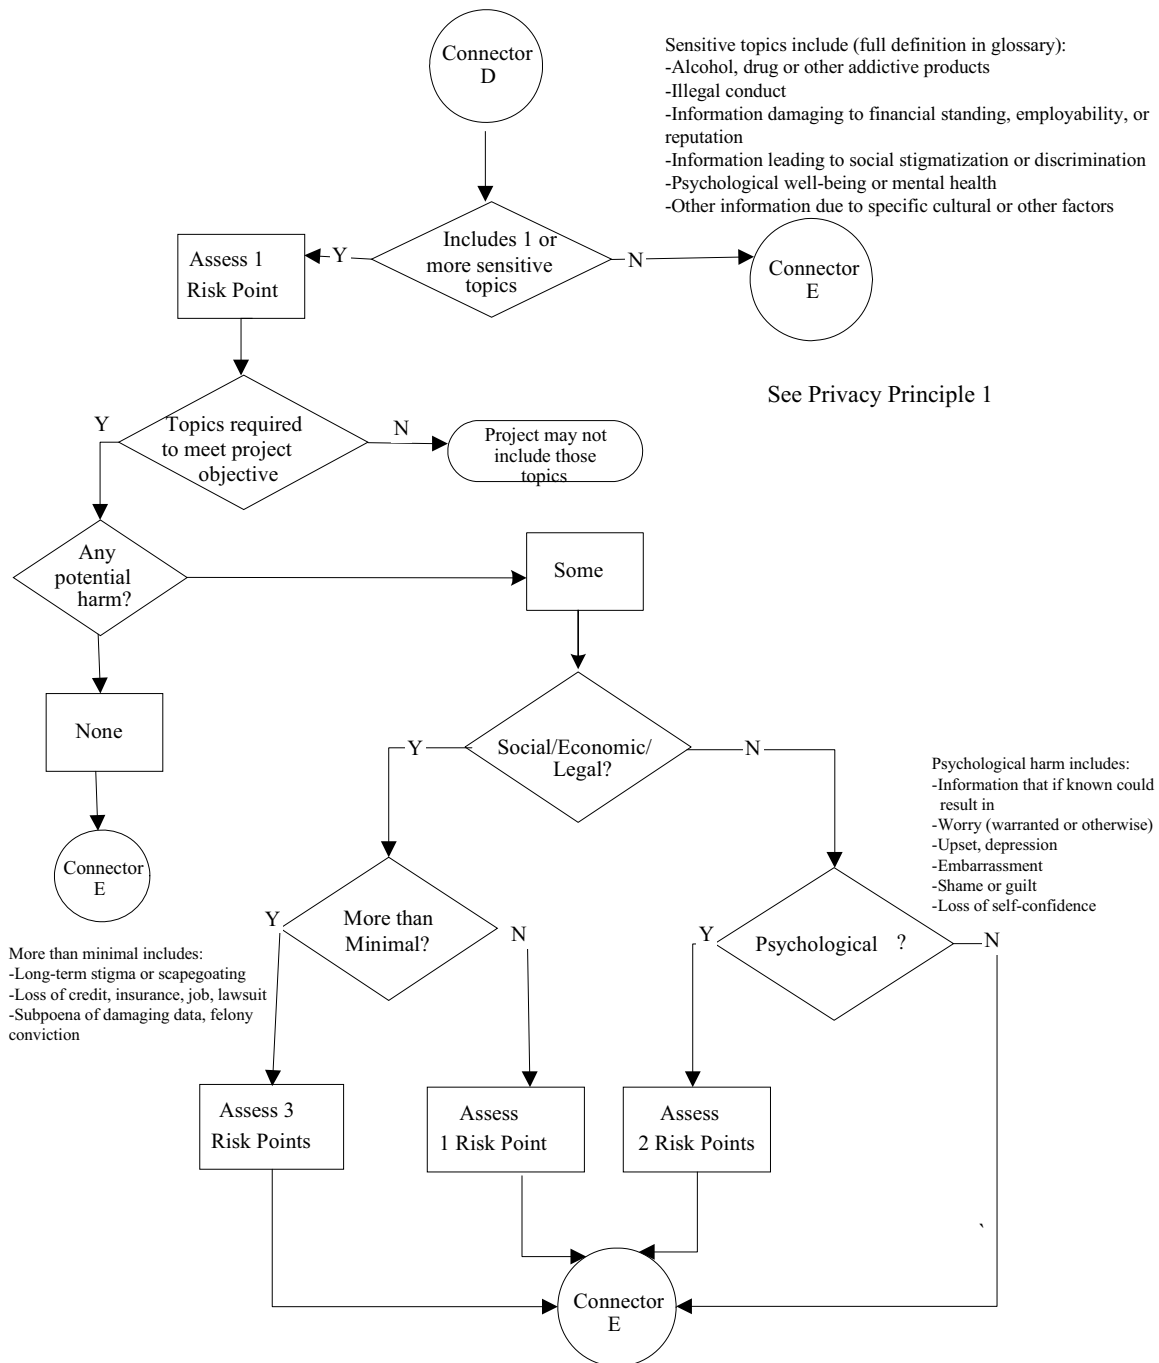 Connector
D
Sensitive topics include (full definition in glossary):
-Alcohol, drug or other addictive products
-Illegal conduct
-Information damaging to financial standing, employability, or
reputation
-Information leading to social stigmatization or discrimination
-Psychological well-being or mental health
-Other information due to specific cultural or other factors
Includes 1 or
more sensitive
topics
Y
N
Assess 1
Risk Point
Connector
E
See Privacy Principle 1
Topics required
to meet project
objective
Y
N
Project may not
include those
topics
Any
potential
harm?
Some
None
Connector
E
Social/Economic/
Legal?
Y
N
Psychological harm includes:
-Information that if known could
result in
-Worry (warranted or otherwise)
-Upset, depression
-Embarrassment
-Shame or guilt
-Loss of self-confidence
More than
Minimal?
Y
N
Psychological ?
Y
N
More than minimal includes:
-Long-term stigma or scapegoating
-Loss of credit, insurance, job, lawsuit
-Subpoena of damaging data, felony
conviction
Assess 3
Risk Points
Assess
1 Risk Point
Assess
2 Risk Points
`
Connector
E